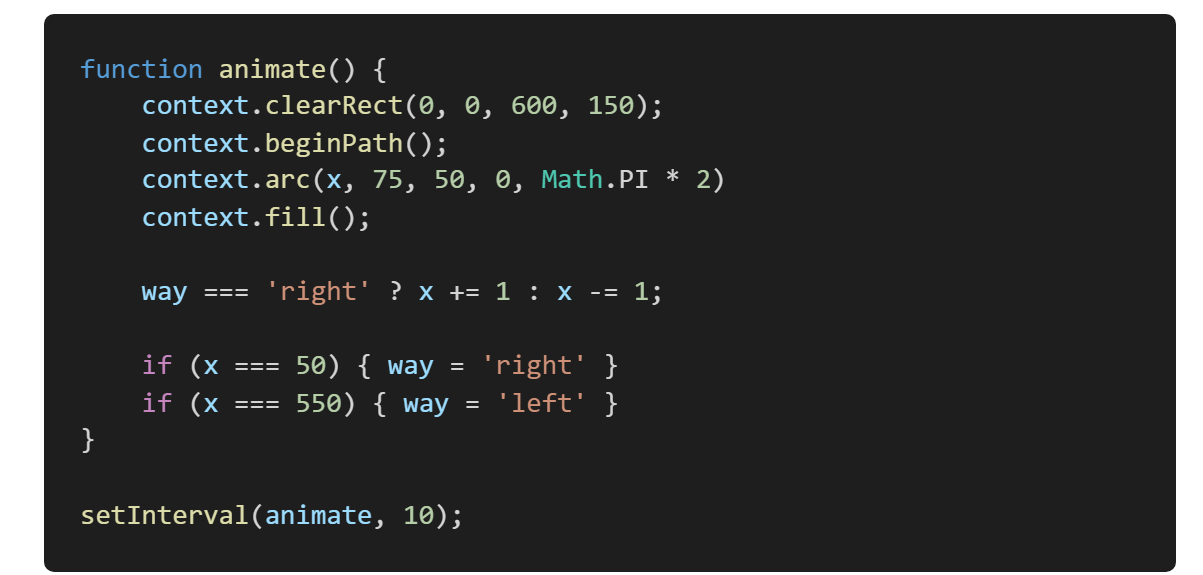 function animate() {
    context.clearRect(0, 0, 600, 150);
    context.beginPath();
    context.arc(x, 75, 50, 0, Math.PI * 2)
    context.fill();

    way === 'right' ? x += 1 : x -= 1;

    if (x === 50) { way = 'right' }
    if (x === 550) { way = 'left' }
}

setInterval(animate, 10);